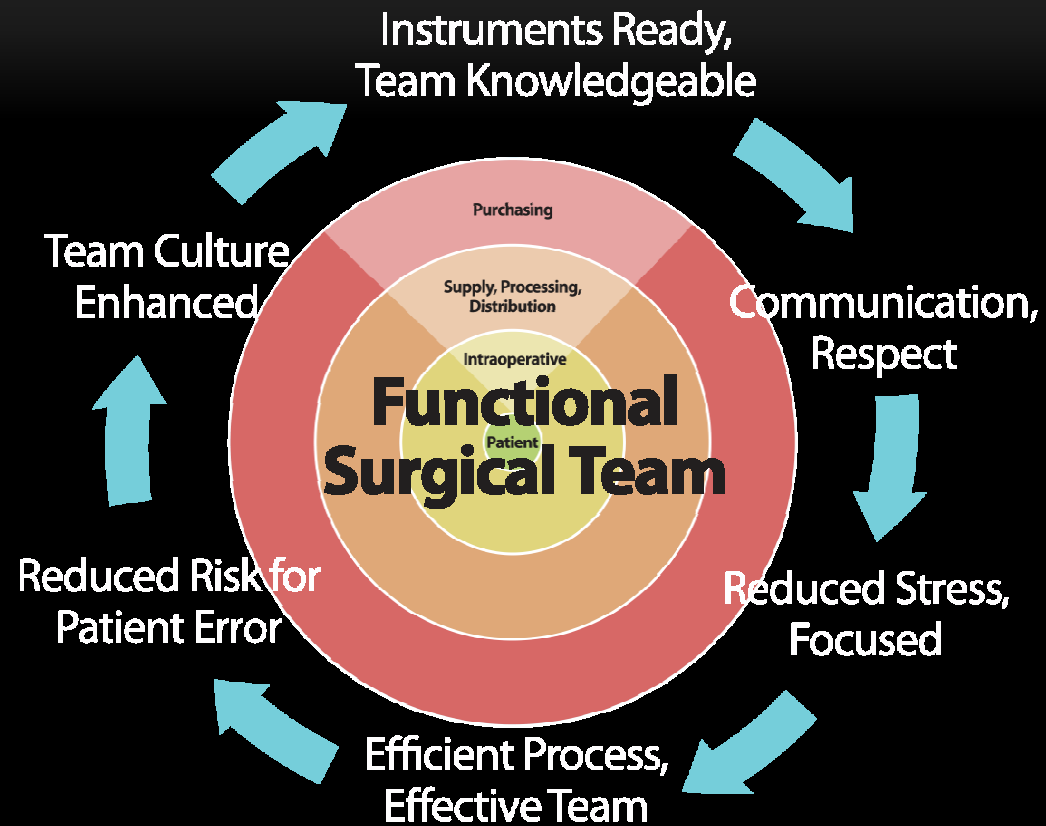 Instruments Ready,
Team Knowledgeable
Purchasing
Team Culture
Enhanced
Supply, Processing,
Distribution
Communication,
Respect
Intraoperative
Functional
Patient
Surgical Team
Reduced Risk for
Patient Error
Reduced Stress,
Focused
Efficient Process,
Effective Team